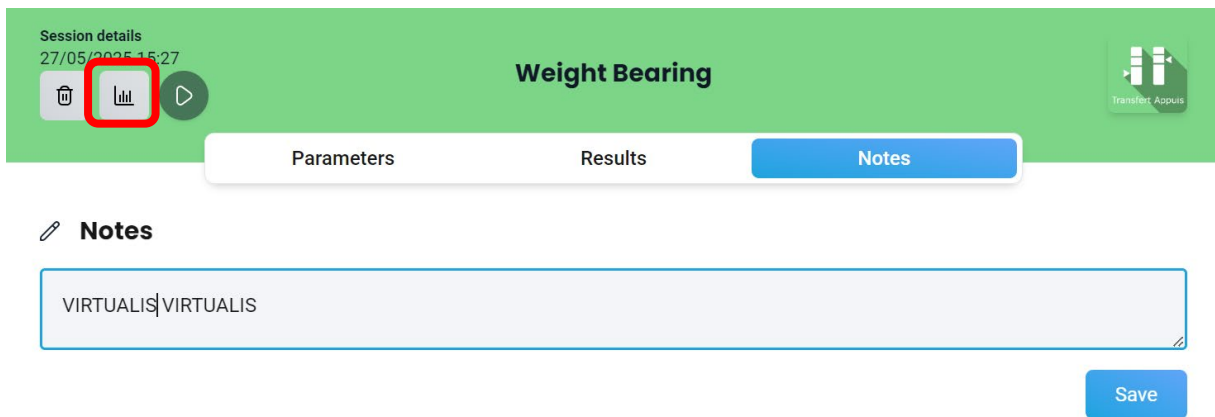 Session details
27/05/2025 15:27
Weight Bearing
Transfert Appuis
Parameters
Results
Notes
Notes
VIRTUALIS VIRTUALIS
Save